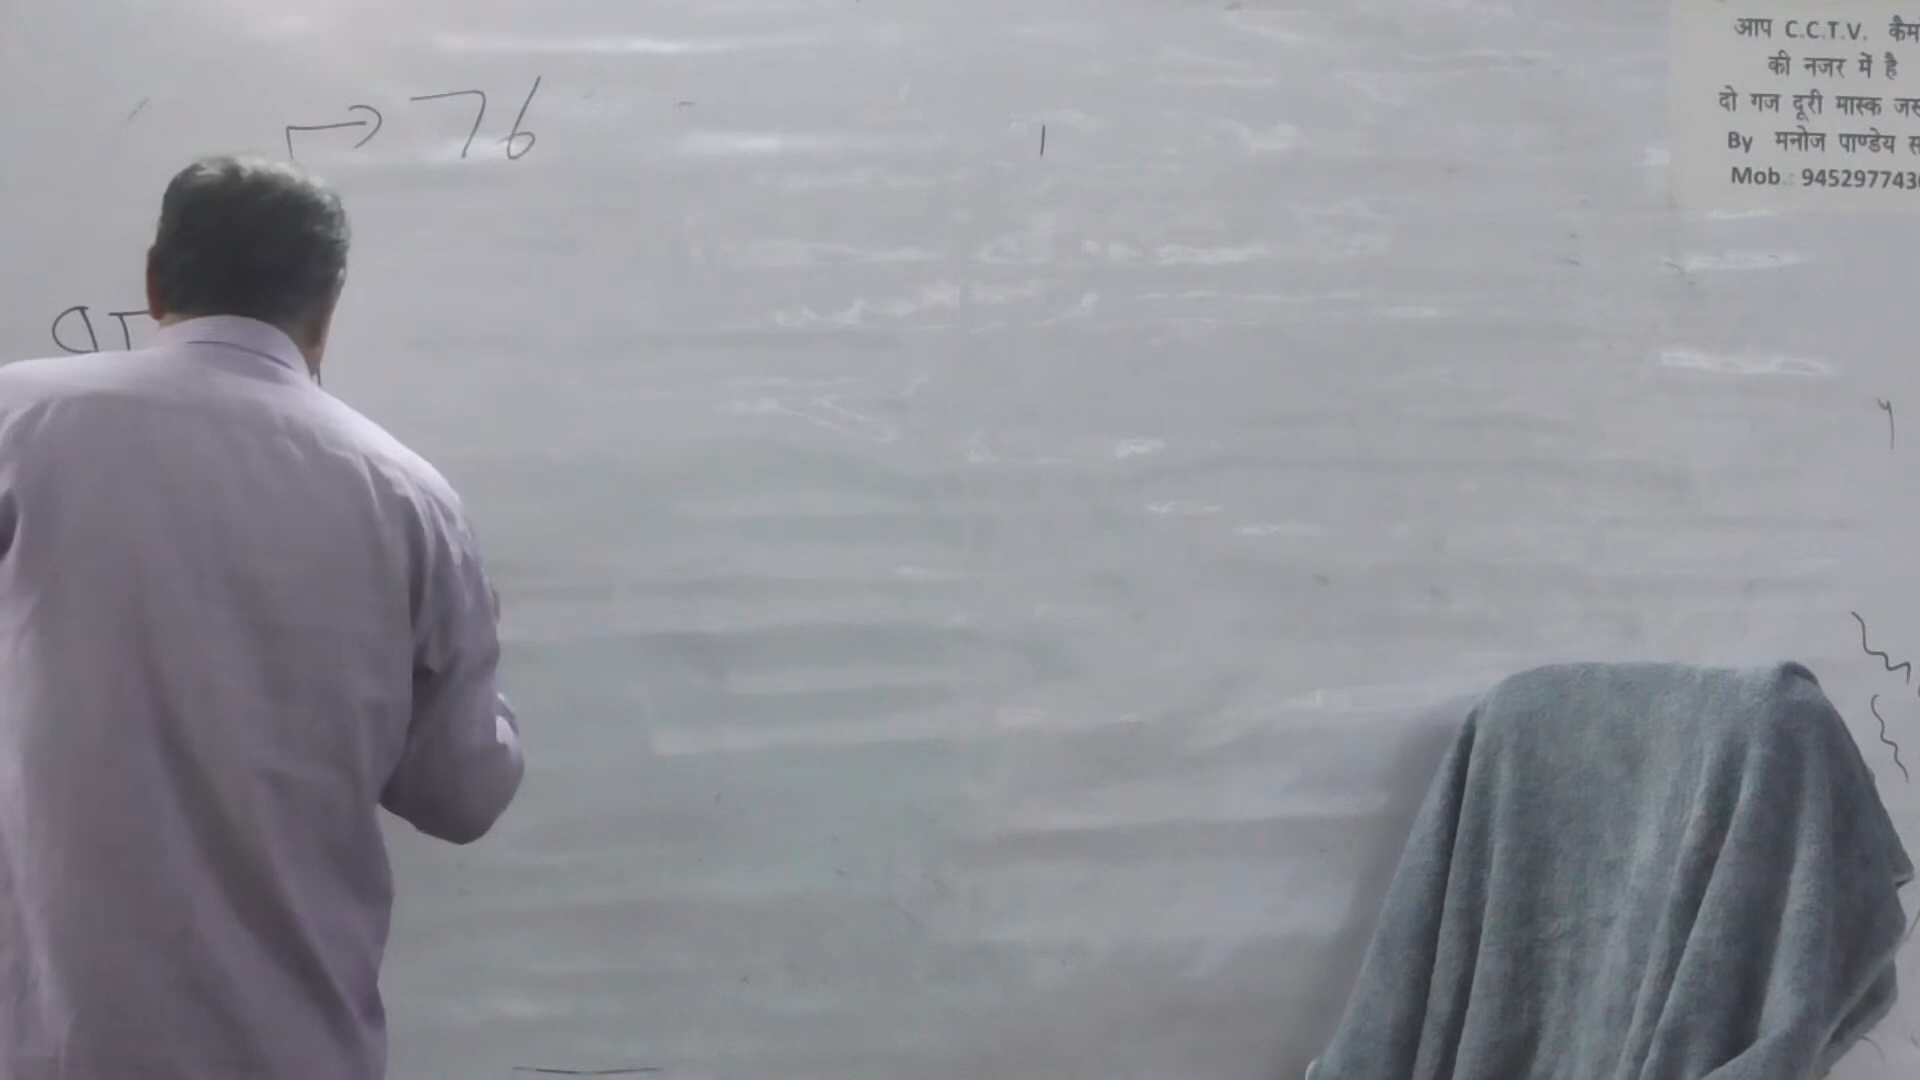 → 76
आप C.C.T.V.
की नजर में है
दो गज दूरी मास्क
By मनोज पाण्डेय
Mob.: 945297743